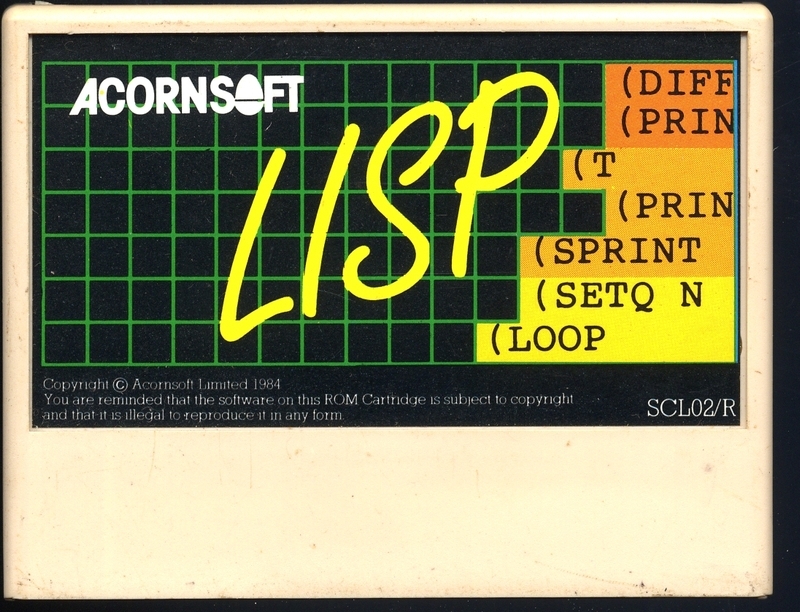 ACORNSOFT
LISP
(DIFF
(PRIN
(T
(PRIN
(SPRINT
(SETQ N
(LOOP
Copyright © Acornsoft Limited 1984
You are reminded that the software on this ROM Cartridge is subject to copyright
and that it is illegal to reproduce it in any form.
SCL02/R